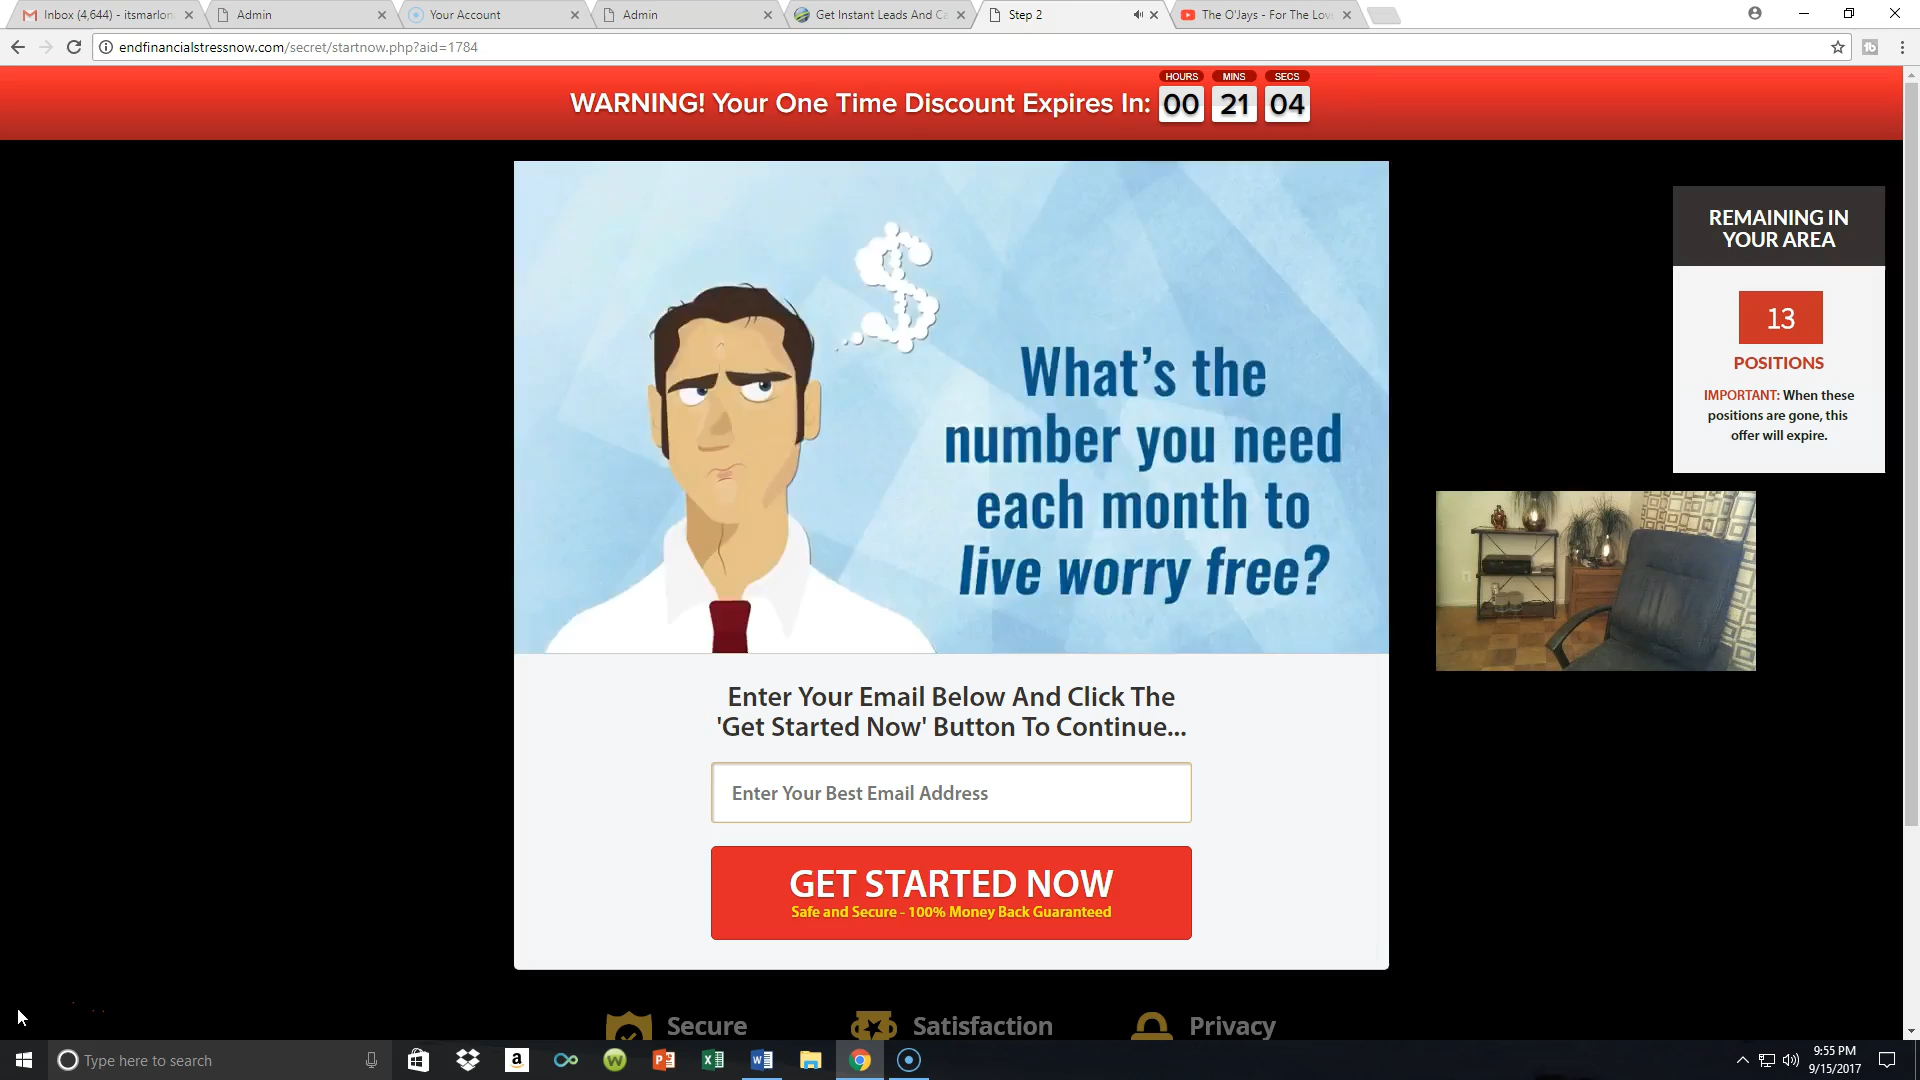 Inbox (4,644) - itsmarlon
Admin
Your Account
Admin
Get Instant Leads And Ca
Step 2
The O'Jays - For The Lov
endfinancialstressnow.com/secret/startnow.php?aid=1784
WARNING! Your One Time Discount Expires In:
HOURS MINS SECS
00 21 04
REMAINING IN
YOUR AREA
13
POSITIONS
IMPORTANT: When these
positions are gone, this
offer will expire.
What's the
number you need
each month to
live worry free?
Enter Your Email Below And Click The
'Get Started Now' Button To Continue...
Enter Your Best Email Address
GET STARTED NOW
Safe and Secure - 100% Money Back Guaranteed
Secure
Satisfaction
Privacy
Type here to search
9:55 PM
9/15/2017